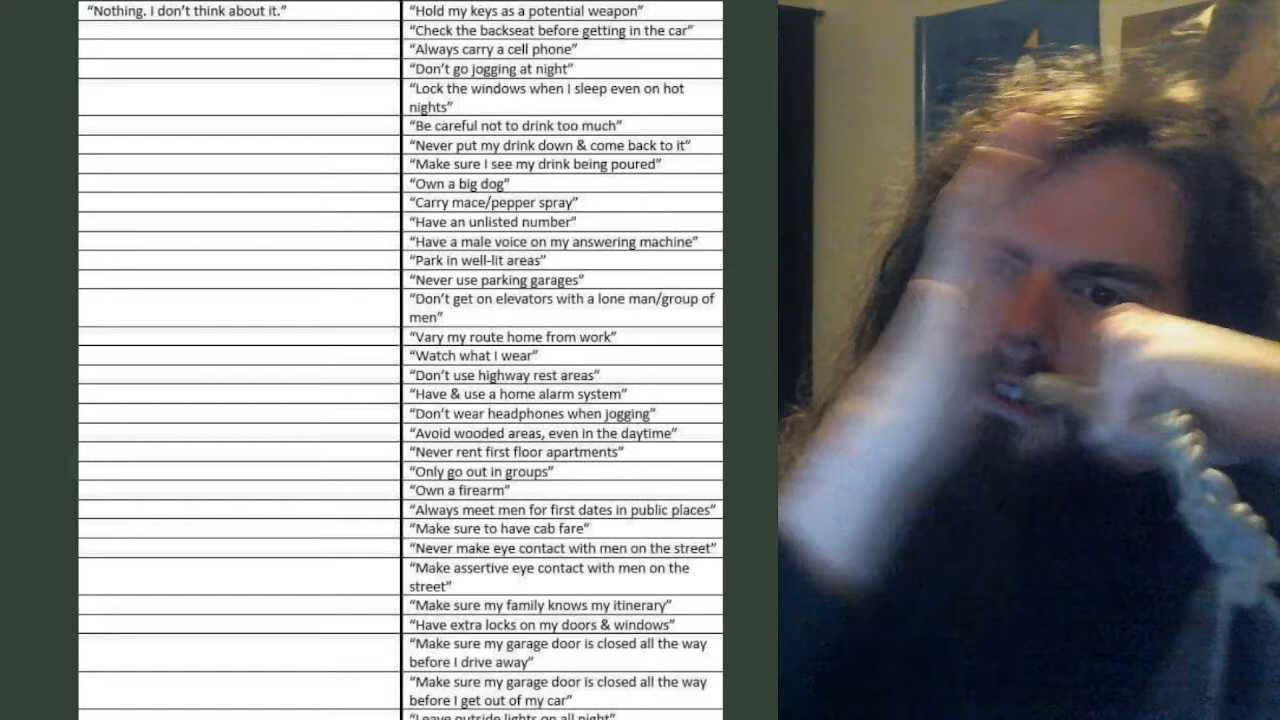 “Nothing. I don’t think about it.”
“Hold my keys as a potential weapon”
“Check the backseat before getting in the car”
“Always carry a cell phone”
“Don’t go jogging at night”
“Lock the windows when I sleep even on hot
nights”
“Be careful not to drink too much”
“Never put my drink down & come back to it”
“Make sure I see my drink being poured”
“Own a big dog”
“Carry mace/pepper spray”
“Have an unlisted number”
“Have a male voice on my answering machine”
“Park in well-lit areas”
“Never use parking garages”
“Don’t get on elevators with a lone man/group of
men”
“Vary my route home from work”
“Watch what I wear”
“Don’t use highway rest areas”
“Have & use a home alarm system”
“Don’t wear headphones when jogging”
“Avoid wooded areas, even in the daytime”
“Never rent first floor apartments”
“Only go out in groups”
“Own a firearm”
“Always meet men for first dates in public places”
“Make sure to have cab fare”
“Never make eye contact with men on the street”
“Make assertive eye contact with men on the
street”
“Make sure my family knows my itinerary”
“Have extra locks on my doors & windows”
“Make sure my garage door is closed all the way
before I drive away”
“Make sure my garage door is closed all the way
before I get out of my car”
“Leave outside lights on all night”